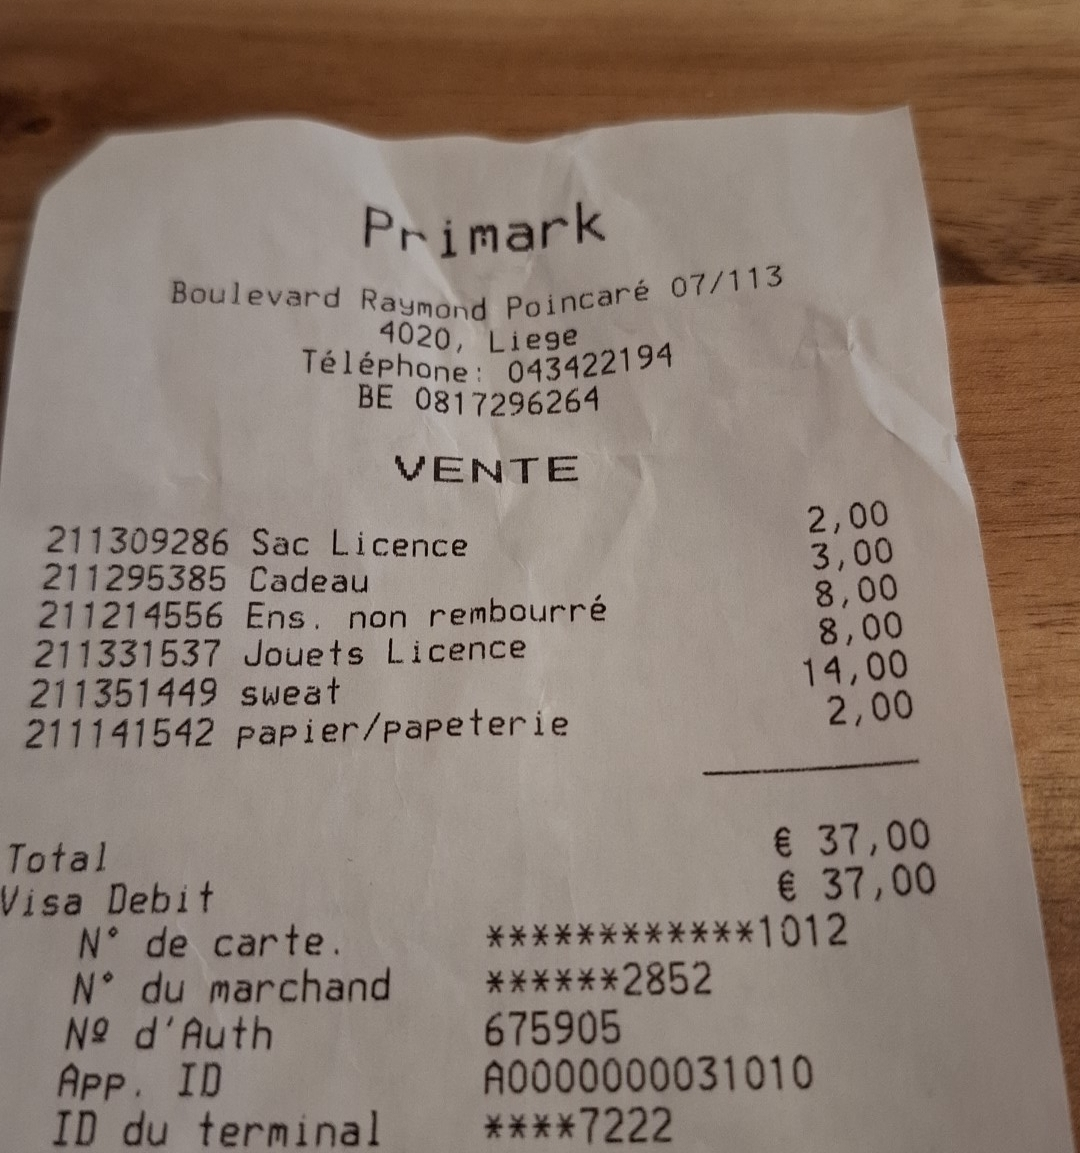 Primark
Boulevard Raymond Poincaré 07/113
4020, Liege
Téléphone: 043422194
BE 0817296264
VENTE
211309286 Sac Licence 2,00
211295385 Cadeau 3,00
211214556 Ens. non rembourré 8,00
211331537 Jouets Licence 8,00
211351449 sweat 14,00
211141542 papier/papeterie 2,00
Total € 37,00
Visa Debit € 37,00
N° de carte. ************1012
N° du marchand ******2852
Nº d'Auth 675905
App. ID A0000000031010
ID du terminal ****7222